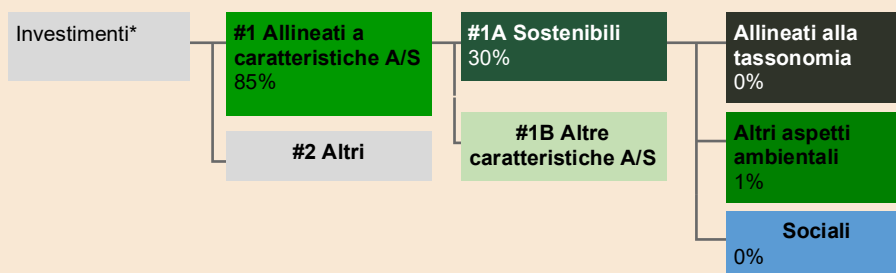 Investimenti*
#1 Allineati a
caratteristiche A/S
85%
#2 Altri
#1A Sostenibili
30%
#1B Altre
caratteristiche A/S
Allineati alla
tassonomia
0%
Altri aspetti
ambientali
1%
Sociali
0%